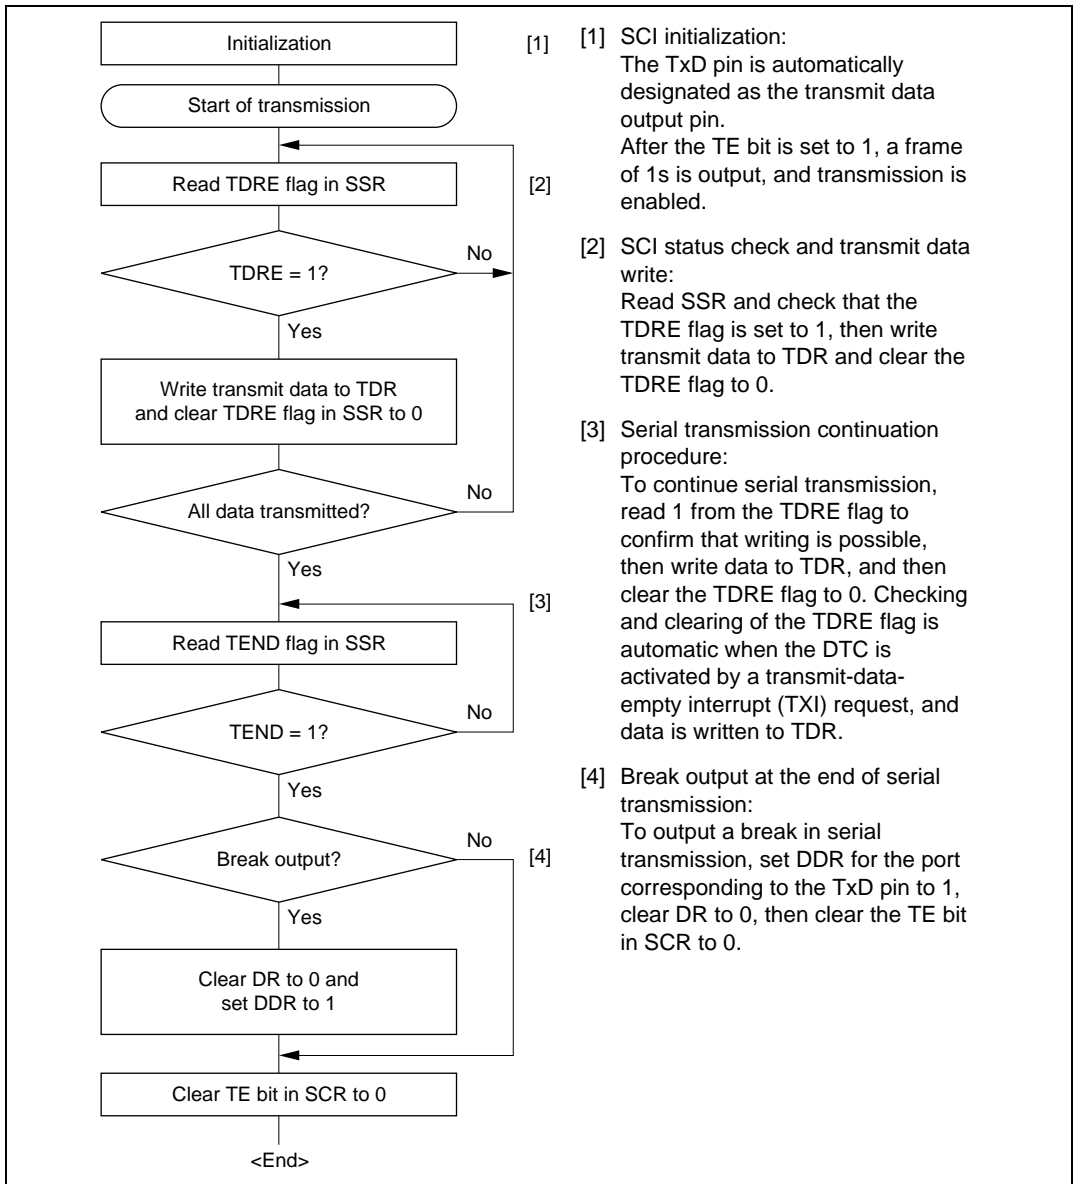 Initialization
[1]
Start of transmission
Read TDRE flag in SSR
[2]
TDRE = 1?
No
Yes
Write transmit data to TDR
and clear TDRE flag in SSR to 0
All data transmitted?
No
Yes
[3]
Read TEND flag in SSR
TEND = 1?
No
Yes
Break output?
No
[4]
Yes
Clear DR to 0 and
set DDR to 1
Clear TE bit in SCR to 0
<End>
[1] SCI initialization:
The TxD pin is automatically
designated as the transmit data
output pin.
After the TE bit is set to 1, a frame
of 1s is output, and transmission is
enabled.
[2] SCI status check and transmit data
write:
Read SSR and check that the
TDRE flag is set to 1, then write
transmit data to TDR and clear the
TDRE flag to 0.
[3] Serial transmission continuation
procedure:
To continue serial transmission,
read 1 from the TDRE flag to
confirm that writing is possible,
then write data to TDR, and then
clear the TDRE flag to 0. Checking
and clearing of the TDRE flag is
automatic when the DTC is
activated by a transmit-data-
empty interrupt (TXI) request, and
data is written to TDR.
[4] Break output at the end of serial
transmission:
To output a break in serial
transmission, set DDR for the port
corresponding to the TxD pin to 1,
clear DR to 0, then clear the TE bit
in SCR to 0.